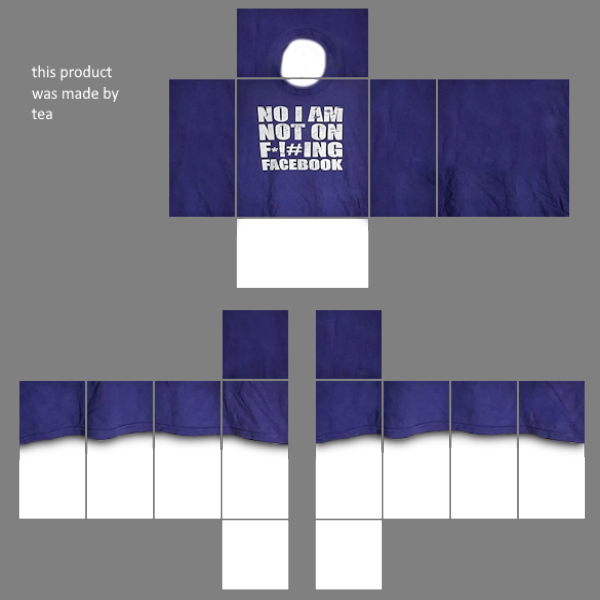 this product
was made by
tea
NO I AM
NOT ON
F*!#ING
FACEBOOK